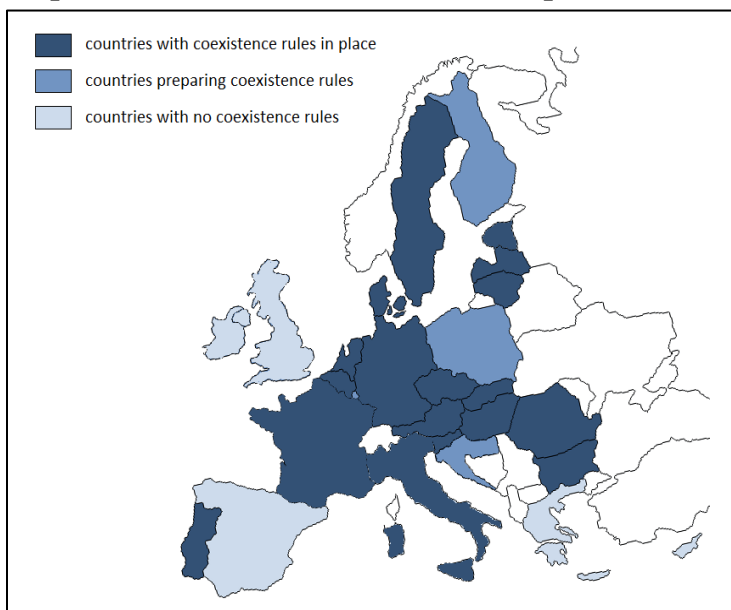 countries with coexistence rules in place
countries preparing coexistence rules
countries with no coexistence rules